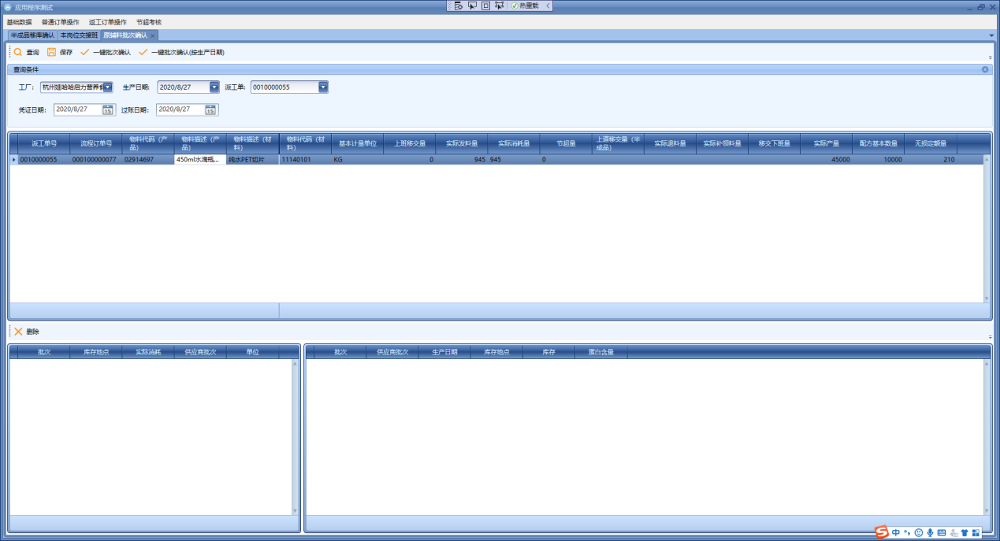 应用程序测试
热重载
基础数据 普通订单操作 返工订单操作 节超考核
半成品移库确认 本岗位交接班 原辅料批次确认
查询 保存 一键批次确认 一键批次确认(按生产日期)
查询条件
工厂: 杭州娃哈哈启力营养食 生产日期: 2020/8/27 派工单: 0010000055
凭证日期: 2020/8/27 15 过账日期: 2020/8/27 15
派工单号 流程订单号 物料代码（产品） 物料描述（产品） 物料描述（材料） 物料代码（材料） 基本计量单位 上班移交量 实际发料量 实际消耗量 节超量 上道移交量（半成品） 实际退料量 实际补领料量 移交下班量 实际产量 配方基本数量 无损定额量
0010000055 000100000077 02914697 450ml水滴瓶... 纯水PET切片 11140101 KG 0 945 945 0 45000 10000 210
删除
批次 库存地点 实际消耗 供应商批次 单位
批次 供应商批次 生产日期 库存地点 库存 蛋白含量
中